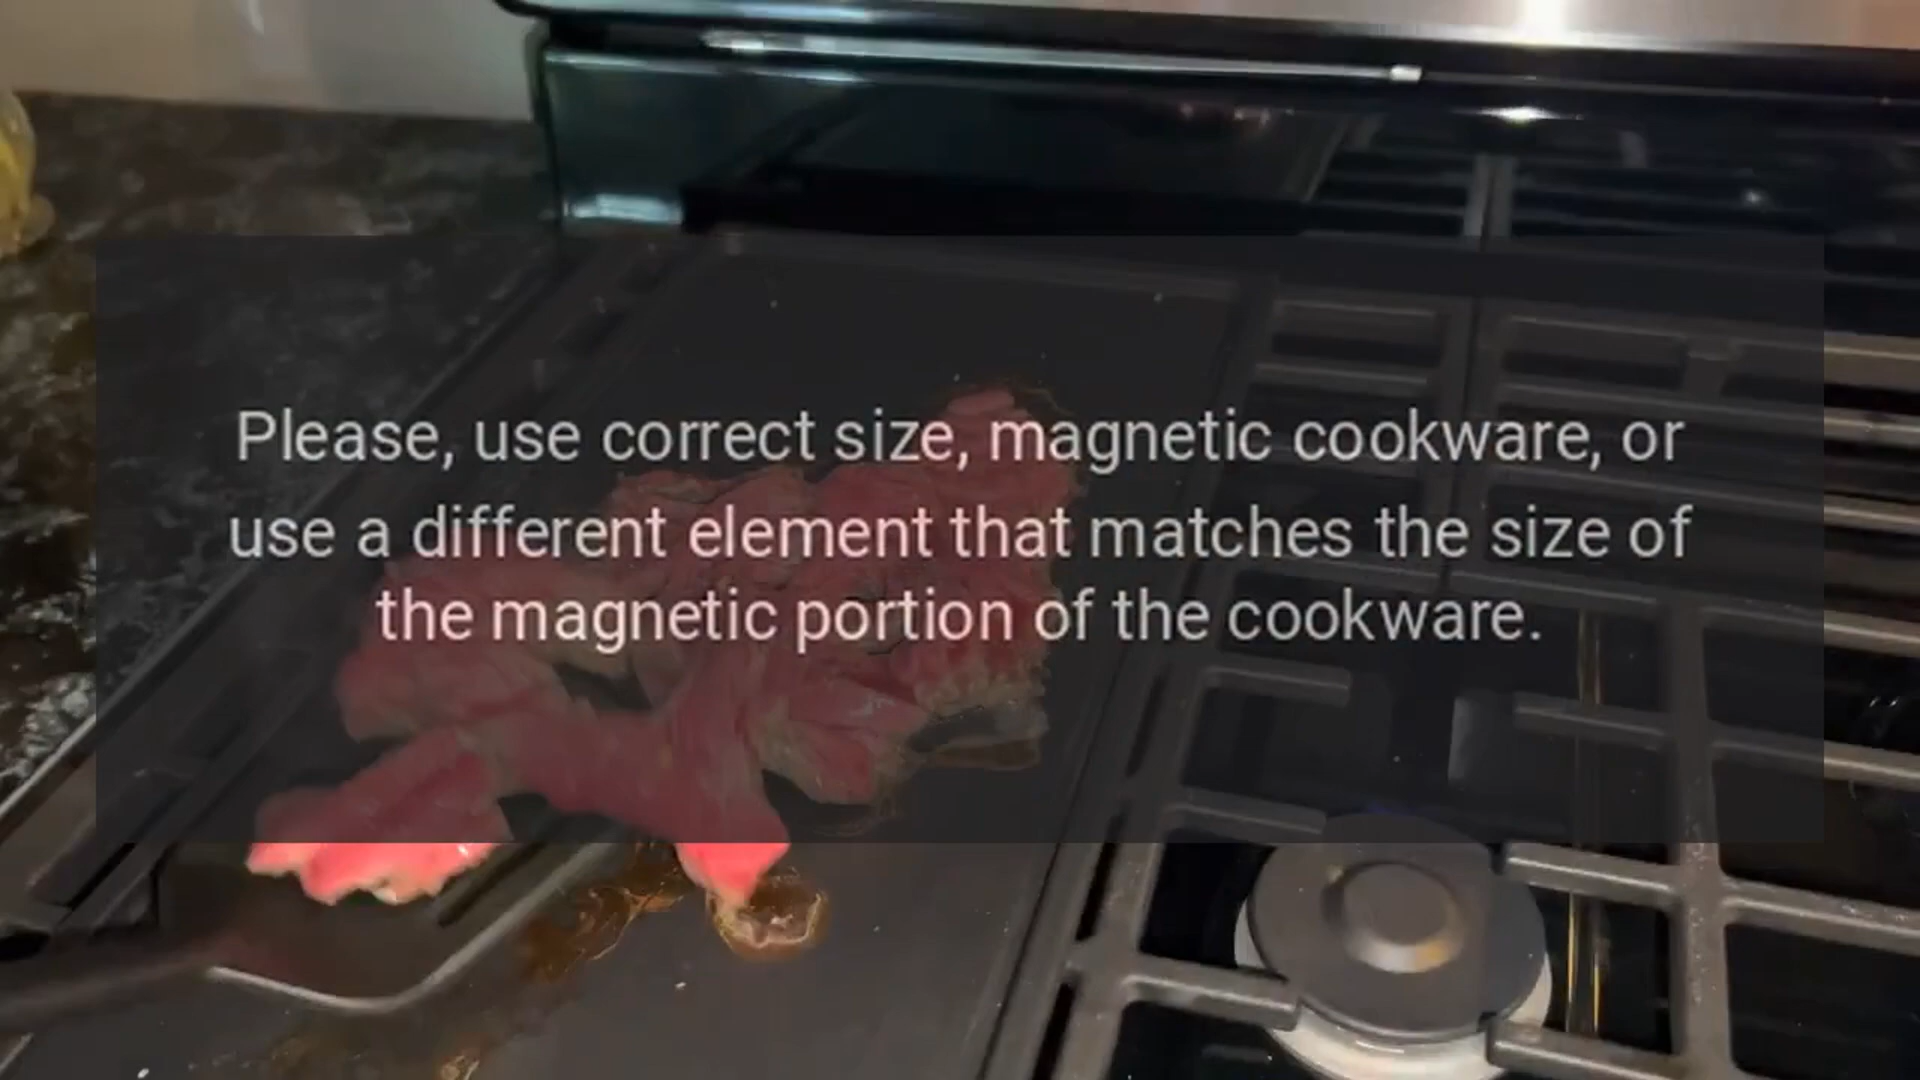 Please, use correct size, magnetic cookware, or
use a different element that matches the size of
the magnetic portion of the cookware.